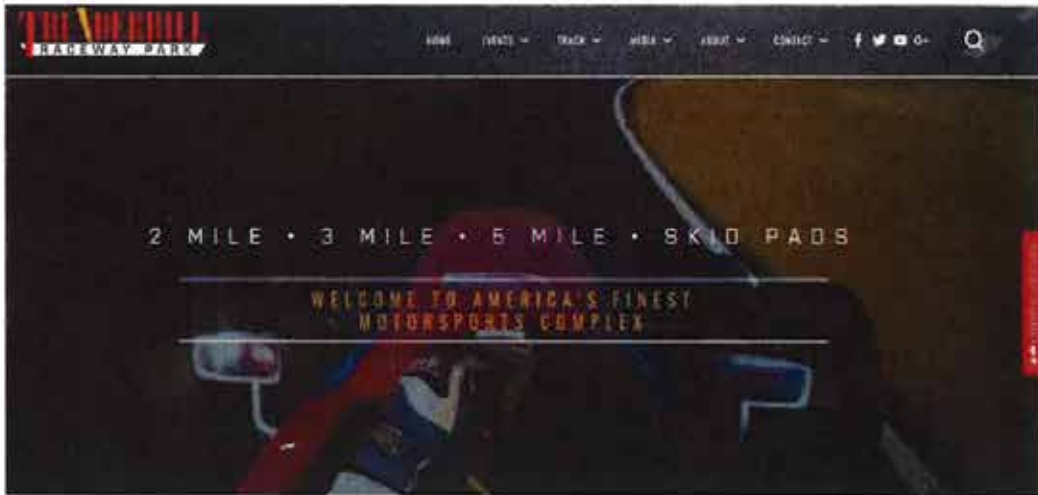 THUNDERHILL
RACEWAY PARK
HOME EVENTS TRACK MEDIA ABOUT CONTACT
2 MILE • 3 MILE • 5 MILE • SKID PADS
WELCOME TO AMERICA'S FINEST
MOTORSPORTS COMPLEX